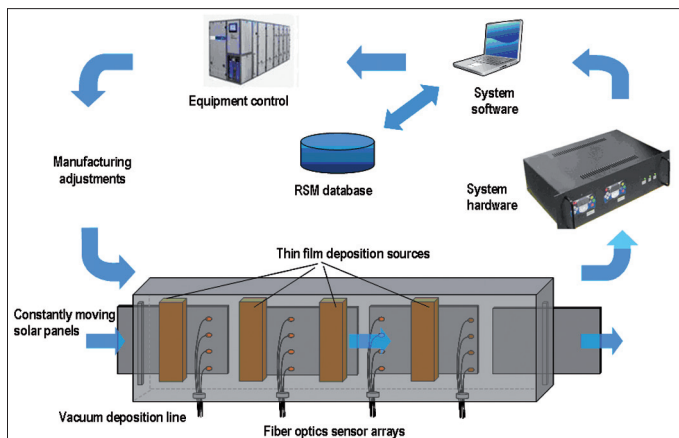 Equipment control
System
software
Manufacturing
adjustments
RSM database
System
hardware
Thin film deposition sources
Constantly moving
solar panels
Vacuum deposition line
Fiber optics sensor arrays